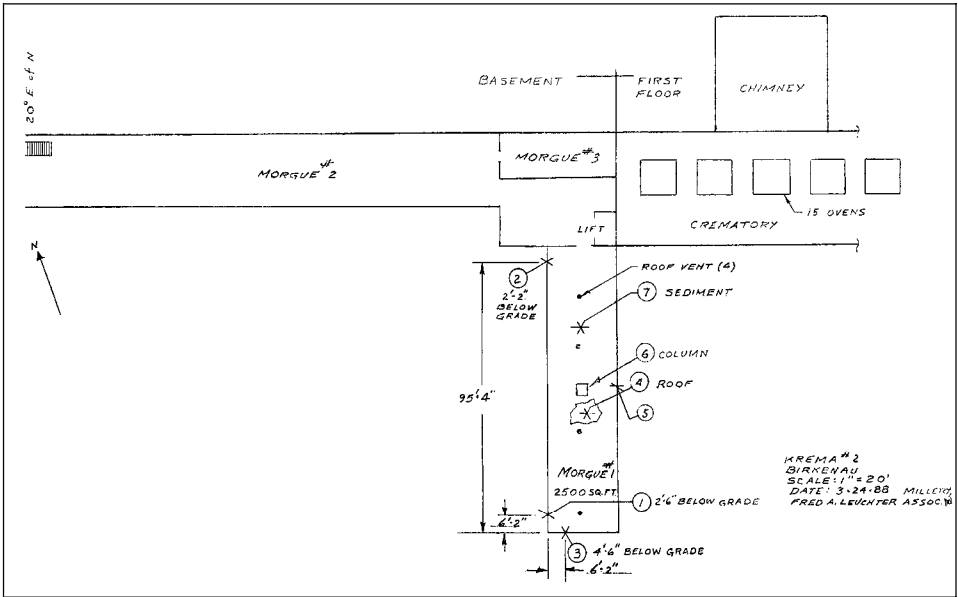 20° E of N
BASEMENT
FIRST
FLOOR
CHIMNEY
MORGUE #2
MORGUE #3
15 OVENS
CREMATORY
LIFT
N
2
2'-2"
BELOW
GRADE
ROOF VENT (4)
7 SEDIMENT
6 COLUMN
4 ROOF
5
95'-4"
MORGUE #1
2500 SQ.FT.
1 2'6" BELOW GRADE
6'-2"
3 4'-6" BELOW GRADE
6'-2"
KREMA #2
BIRKENAU
SCALE: 1" = 20'
DATE: 3-24-88
FRED A. LEUCHTER ASSOC.